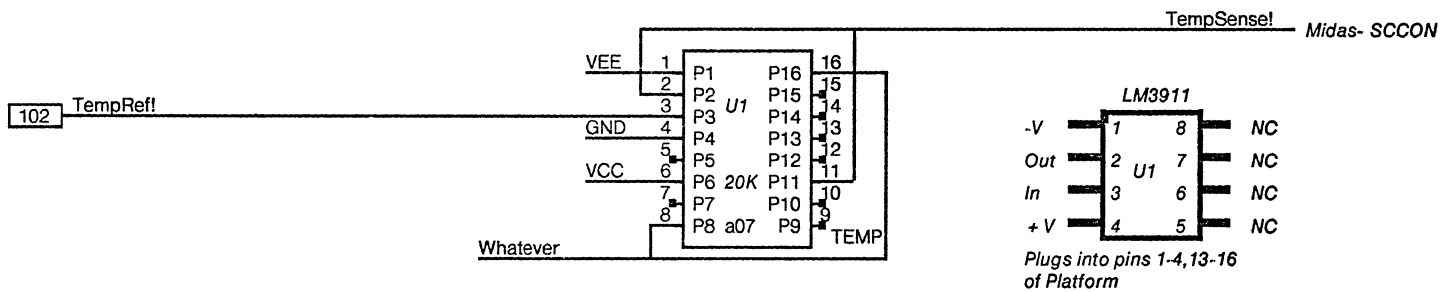 TempSense!
Midas- SCCON
VEE 1 P1 P16 16
2 P2 P15 15
102 TempRef! 3 P3 U1 P14 14
GND 4 P4 P13 13
5 P5 P12 12
VCC 6 P6 20K P11 11
7 P7 P10 10
8 P8 a07 P9 9
TEMP
Whatever
LM3911
-V 1 8 NC
Out 2 U1 7 NC
In 3 6 NC
+ V 4 5 NC
Plugs into pins 1-4,13-16
of Platform